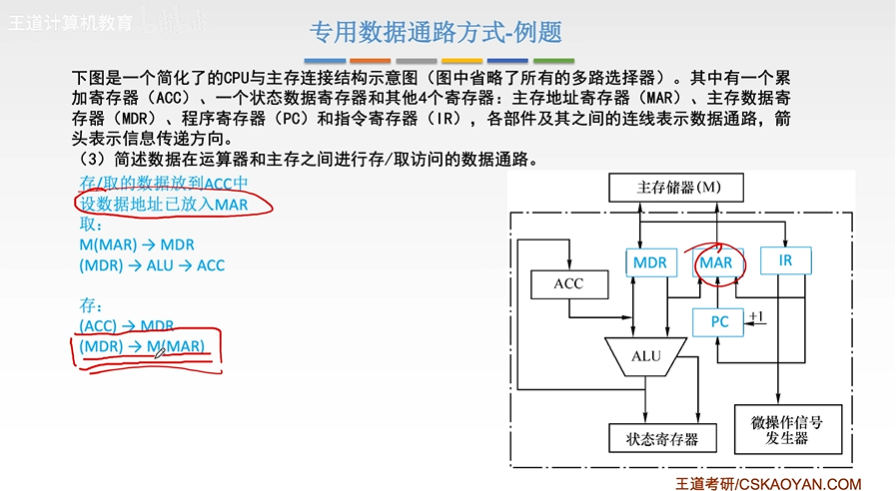 王道计算机教育
专用数据通路方式-例题
下图是一个简化了的CPU与主存连接结构示意图（图中省略了所有的多路选择器）。其中有一个累
加寄存器（ACC）、一个状态数据寄存器和其他4个寄存器：主存地址寄存器（MAR）、主存数据寄
存器（MDR）、程序寄存器（PC）和指令寄存器（IR），各部件及其之间的连线表示数据通路，箭
头表示信息传递方向。
（3）简述数据在运算器和主存之间进行存/取访问的数据通路。
存/取的数据放到ACC中
设数据地址已放入MAR
取：
M(MAR) → MDR
(MDR) → ALU → ACC
存：
(ACC) → MDR
(MDR) → M(MAR)
主存储器(M)
MDR
MAR
IR
ACC
PC
+1
ALU
状态寄存器
微操作信号
发生器
王道考研/CSKAOYAN.COM